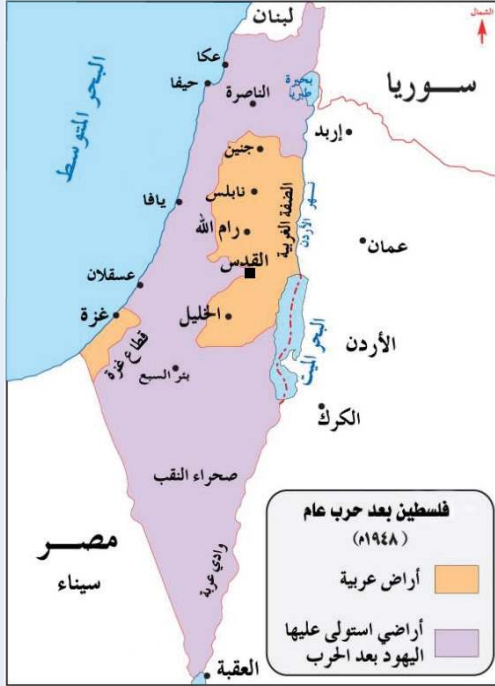 الشمال
لبنان
سوريا
البحر المتوسط
عكا
حيفا
الناصرة
بحيرة
طبريا
إربد
جنين
نابلس
يافا
رام الله
الضفة الغربية
نهر الأردن
عمان
القدس
عسقلان
غزة
الخليل
قطاع غزة
بئر السبع
البحر الميت
الأردن
الكرك
صحراء النقب
مصر
سيناء
وادي عربة
العقبة
فلسطين بعد حرب عام
(١٩٤٨م)
أراض عربية
أراضي استولى عليها
اليهود بعد الحرب